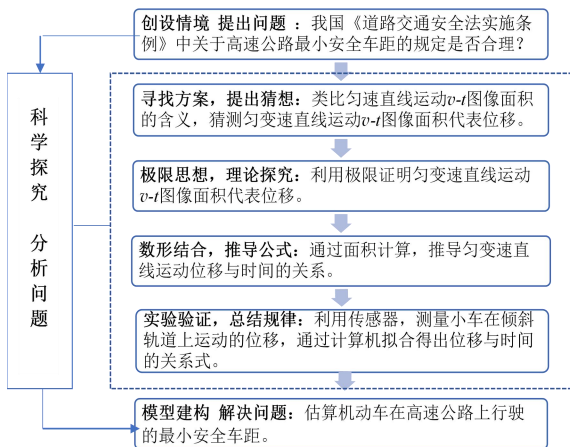 创设情境 提出问题 ：我国《道路交通安全法实施条
例》中关于高速公路最小安全车距的规定是否合理？
科学探究 分析问题
寻找方案，提出猜想：类比匀速直线运动v-t图像面积
的含义，猜测匀变速直线运动v-t图像面积代表位移。
极限思想，理论探究：利用极限证明匀变速直线运动
v-t图像面积代表位移。
数形结合，推导公式：通过面积计算，推导匀变速直
线运动位移与时间的关系。
实验验证，总结规律：利用传感器，测量小车在倾斜
轨道上运动的位移，通过计算机拟合得出位移与时间
的关系式。
模型建构 解决问题：估算机动车在高速公路上行驶
的最小安全车距。